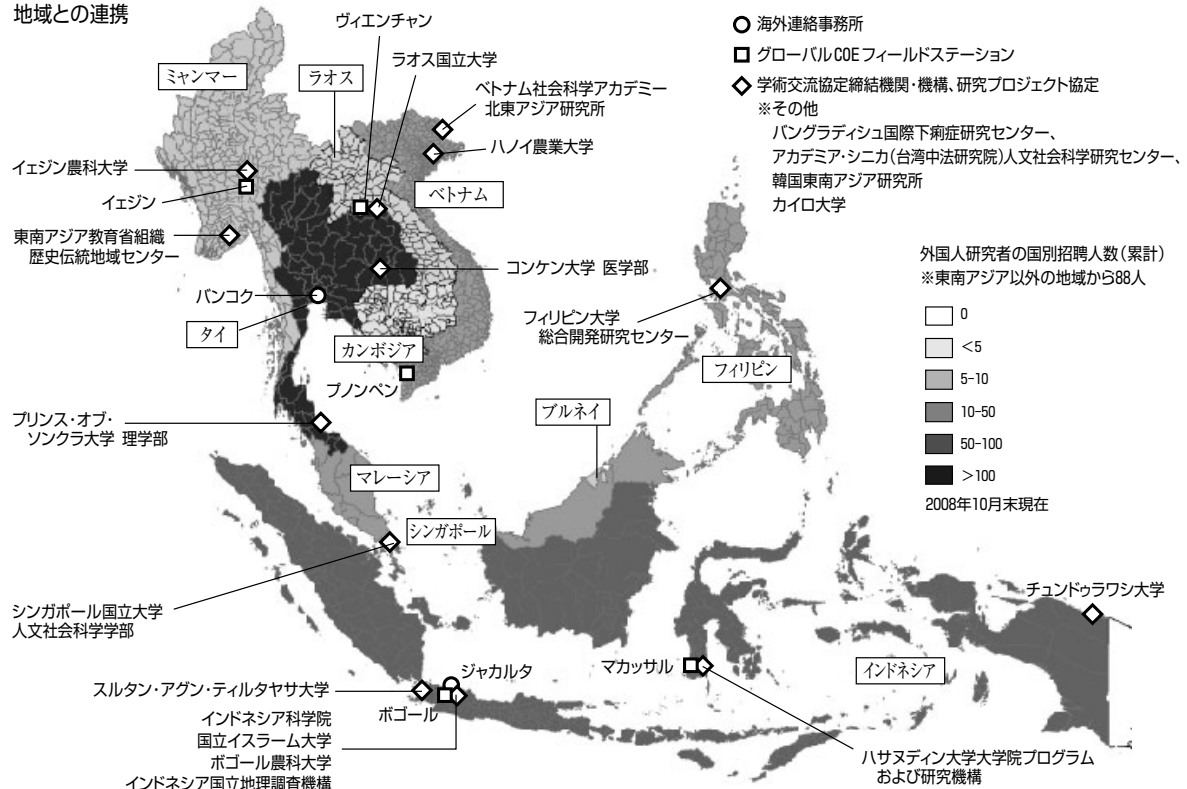 地域との連携
ヴィエンチャン
ラオス国立大学
ベトナム社会科学アカデミー
北東アジア研究所
ハノイ農業大学
ミャンマー
ラオス
ベトナム
イェジン農科大学
イェジン
東南アジア教育省組織
歴史伝統地域センター
バンコク
タイ
コンケン大学 医学部
カンボジア
プノンペン
プリンス・オブ・
ソンクラ大学 理学部
マレーシア
シンガポール
シンガポール国立大学
人文社会科学学部
ブルネイ
フィリピン大学
総合開発研究センター
フィリピン
スルタン・アグン・ティルタヤサ大学
ジャカルタ
ボゴール
インドネシア科学院
国立イスラーム大学
ボゴール農科大学
インドネシア国立地理調査機構
マカッサル
インドネシア
チュンドゥラワシ大学
ハサヌディン大学大学院プログラム
および研究機構
海外連絡事務所
グローバルCOEフィールドステーション
学術交流協定締結機関・機構、研究プロジェクト協定
※その他
バングラディシュ国際下痢症研究センター、
アカデミア・シニカ(台湾中法研究院)人文社会科学研究センター、
韓国東南アジア研究所
カイロ大学
外国人研究者の国別招聘人数(累計)
※東南アジア以外の地域から88人
0
<5
5-10
10-50
50-100
>100
2008年10月末現在